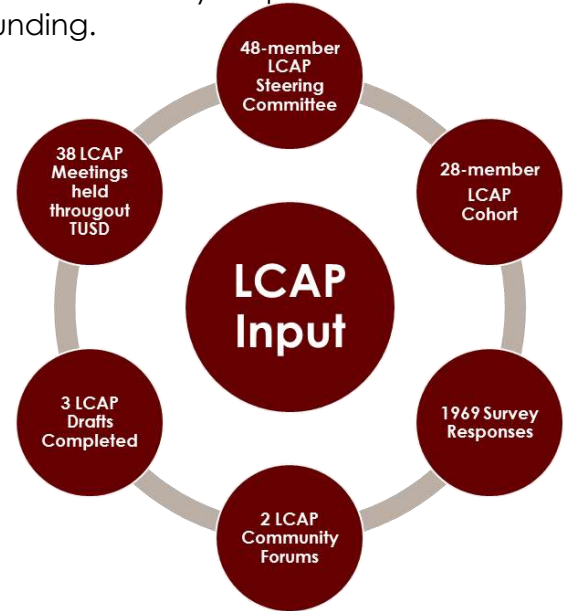 unding.
48-member
LCAP
Steering
Committee
28-member
LCAP
Cohort
1969 Survey
Responses
2 LCAP
Community
Forums
3 LCAP
Drafts
Completed
38 LCAP
Meetings
held
througout
TUSD
LCAP
Input